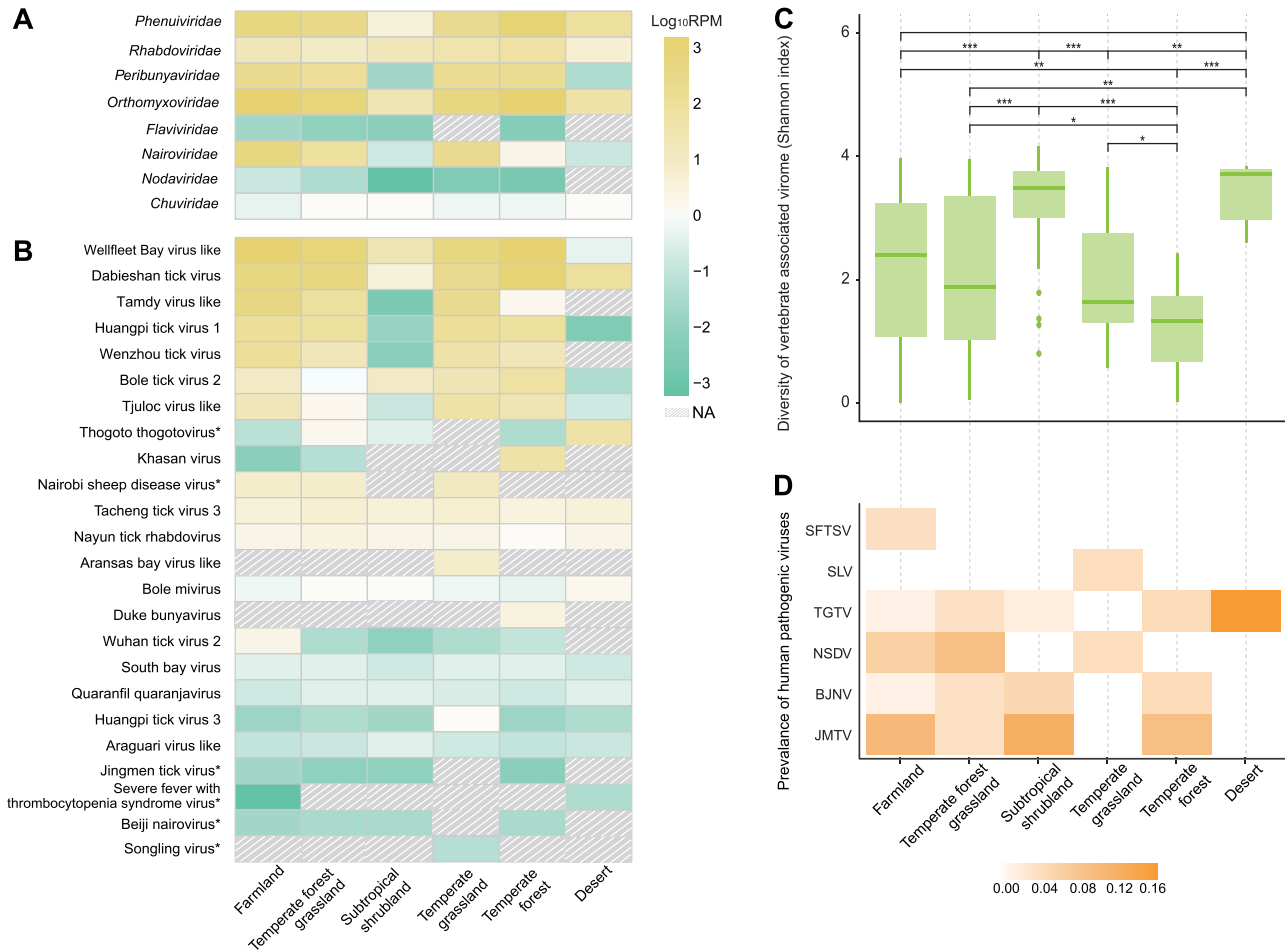 A
Phenuiviridae
Rhabdoviridae
Peribunyaviridae
Orthomyxoviridae
Flaviviridae
Nairoviridae
Nodaviridae
Chuviridae
Log10RPM
3
2
1
0
−1
−2
−3
NA
B
Wellfleet Bay virus like
Dabieshan tick virus
Tamdy virus like
Huangpi tick virus 1
Wenzhou tick virus
Bole tick virus 2
Tjuloc virus like
Thogoto thogotovirus*
Khasan virus
Nairobi sheep disease virus*
Tacheng tick virus 3
Nayun tick rhabdovirus
Aransas bay virus like
Bole mivirus
Duke bunyavirus
Wuhan tick virus 2
South bay virus
Quaranfil quaranjavirus
Huangpi tick virus 3
Araguari virus like
Jingmen tick virus*
Severe fever with
thrombocytopenia syndrome virus*
Beiji nairovirus*
Songling virus*
Farmland
Temperate forest
grassland
Subtropical
shrubland
Temperate
grassland
Temperate
forest
Desert
C
Diversity of vertebrate associated virome (Shannon index)
6
4
2
0
*** *** **
** ***
**
*** ***
*
*
D
Prevalance of human pathogenic viruses
SFTSV
SLV
TGTV
NSDV
BJNV
JMTV
Farmland
Temperate forest
grassland
Subtropical
shrubland
Temperate
grassland
Temperate
forest
Desert
0.00 0.04 0.08 0.12 0.16